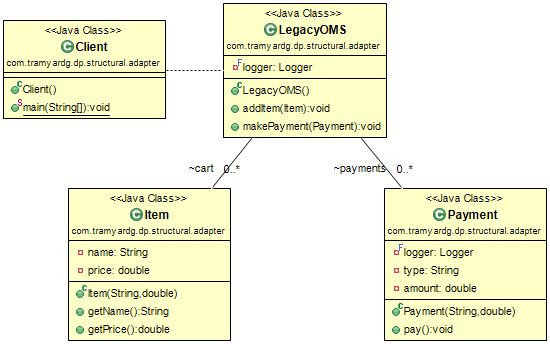 <<Java Class>>
Client
com.tramyardg.dp.structural.adapter
Client()
main(String[]):void
<<Java Class>>
LegacyOMS
com.tramyardg.dp.structural.adapter
logger: Logger
LegacyOMS()
addItem(Item):void
makePayment(Payment):void
~cart 0..*
~payments 0..*
<<Java Class>>
Item
com.tramyardg.dp.structural.adapter
name: String
price: double
Item(String,double)
getName():String
getPrice():double
<<Java Class>>
Payment
com.tramyardg.dp.structural.adapter
logger: Logger
type: String
amount: double
Payment(String,double)
pay():void